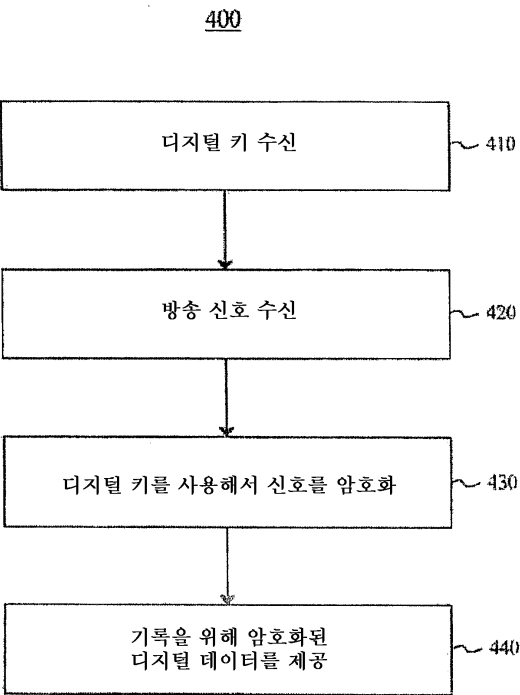 400
디지털 키 수신
410
방송 신호 수신
420
디지털 키를 사용해서 신호를 암호화
430
기록을 위해 암호화된
디지털 데이터를 제공
440